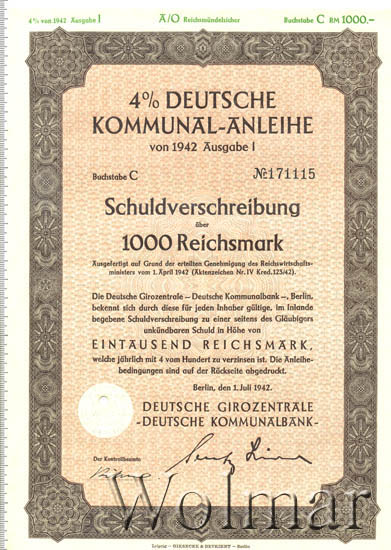 4% von 1942 Ausgabe I A/O Reichsmündelsicher Buchstabe C RM 1000.–
4% DEUTSCHE
KOMMUNAL-ANLEIHE
von 1942 Ausgabe I
Buchstabe C № 171115
Schuldverschreibung
über
1000 Reichsmark
Ausgefertigt auf Grund der erteilten Genehmigung des Reichswirtschafts-
ministers vom 1. April 1942 (Aktenzeichen Nr. IV Kred. 125/42).
Die Deutsche Girozentrale – Deutsche Kommunalbank –, Berlin,
bekennt sich durch diese für jeden Inhaber gültige, im Inlande
begebene Schuldverschreibung zu einer seitens des Gläubigers
unkündbaren Schuld in Höhe von
EINTAUSEND REICHSMARK,
welche jährlich mit 4 vom Hundert zu verzinsen ist. Die Anleihe-
bedingungen sind auf der Rückseite abgedruckt.
Berlin, den 1. Juli 1942.
DEUTSCHE GIROZENTRALE
-DEUTSCHE KOMMUNALBANK-
Der Kontrollbeamte
Wolmar
Leipzig – GIESECKE & DEVRIENT – Berlin